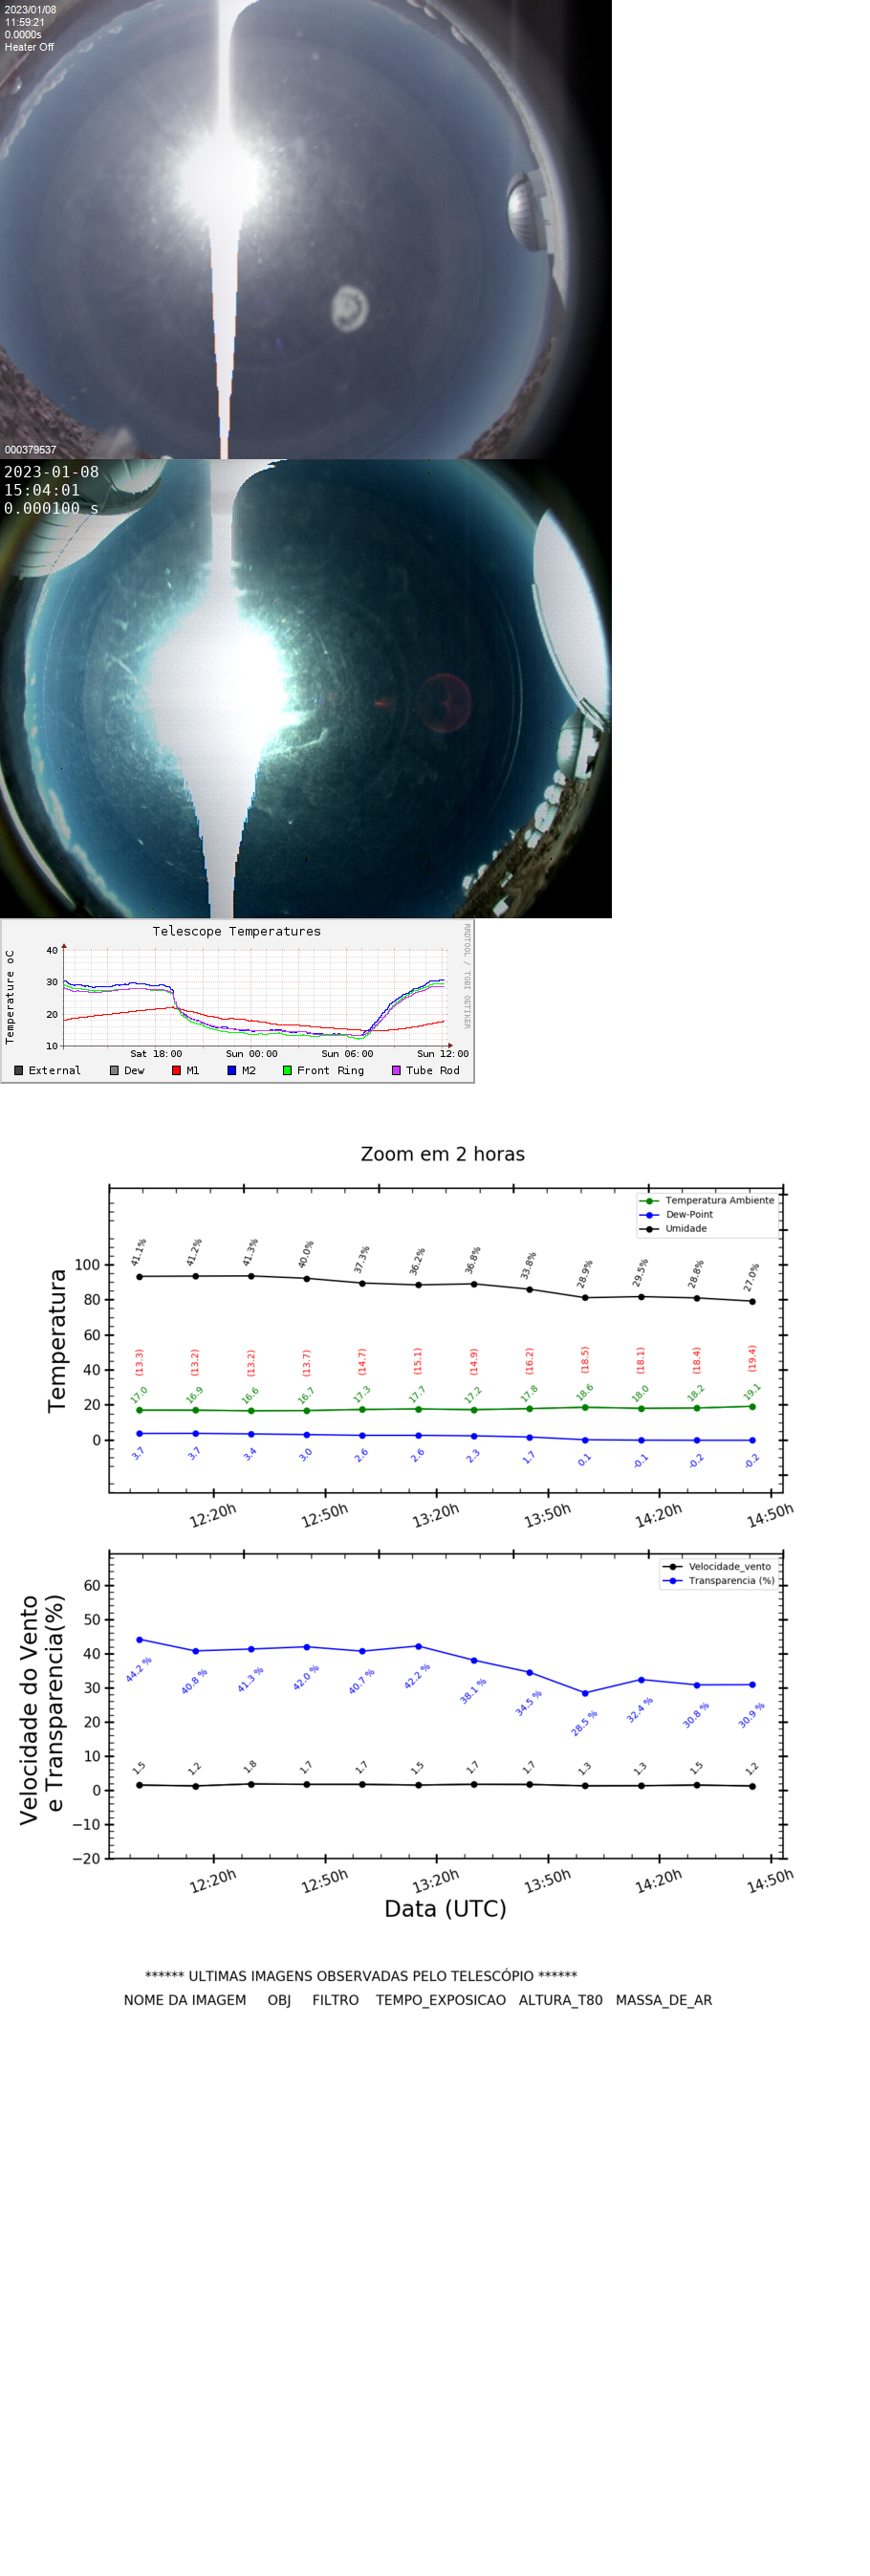 2023/01/08
11:59:21
0.0000s
Heater Off
000379537
2023-01-08
15:04:01
0.000100 s
Telescope Temperatures
RRDTOOL / TOBI OETIKER
Temperature oC
40
30
20
10
Sat 18:00 Sun 00:00 Sun 06:00 Sun 12:00
External Dew M1 M2 Front Ring Tube Rod
Zoom em 2 horas
Temperatura Ambiente
Dew-Point
Umidade
Temperatura
100
80
60
40
20
0
41.1% 41.2% 41.3% 40.0% 37.3% 36.2% 36.8% 33.8% 28.9% 29.5% 28.8% 27.0%
(13.3) (13.2) (13.2) (13.7) (14.7) (15.1) (14.9) (16.2) (18.5) (18.1) (18.4) (19.4)
17.0 16.9 16.6 16.7 17.3 17.7 17.2 17.8 18.6 18.0 18.2 19.1
3.7 3.7 3.4 3.0 2.6 2.6 2.3 1.7 0.1 -0.1 -0.2 -0.2
12:20h 12:50h 13:20h 13:50h 14:20h 14:50h
Velocidade_vento
Transparencia (%)
Velocidade do Vento
e Transparencia(%)
60
50
40
30
20
10
0
−10
−20
44.2 % 40.8 % 41.3 % 42.0 % 40.7 % 42.2 % 38.1 % 34.5 % 28.5 % 32.4 % 30.8 % 30.9 %
1.5 1.2 1.8 1.7 1.7 1.5 1.7 1.7 1.3 1.3 1.5 1.2
12:20h 12:50h 13:20h 13:50h 14:20h 14:50h
Data (UTC)
****** ULTIMAS IMAGENS OBSERVADAS PELO TELESCÓPIO ******
NOME DA IMAGEM OBJ FILTRO TEMPO_EXPOSICAO ALTURA_T80 MASSA_DE_AR